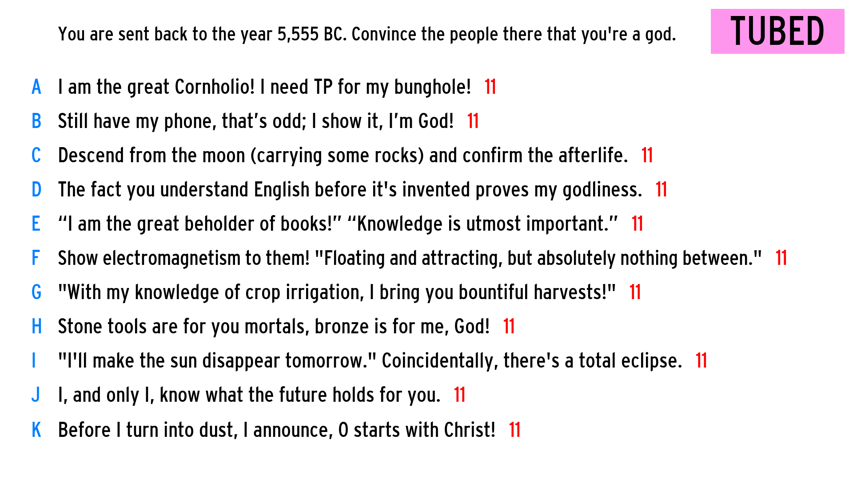 You are sent back to the year 5,555 BC. Convince the people there that you're a god.
TUBED
A I am the great Cornholio! I need TP for my bunghole! 11
B Still have my phone, that’s odd; I show it, I’m God! 11
C Descend from the moon (carrying some rocks) and confirm the afterlife. 11
D The fact you understand English before it's invented proves my godliness. 11
E “I am the great beholder of books!” “Knowledge is utmost important.” 11
F Show electromagnetism to them! "Floating and attracting, but absolutely nothing between." 11
G "With my knowledge of crop irrigation, I bring you bountiful harvests!" 11
H Stone tools are for you mortals, bronze is for me, God! 11
I "I'll make the sun disappear tomorrow." Coincidentally, there's a total eclipse. 11
J I, and only I, know what the future holds for you. 11
K Before I turn into dust, I announce, 0 starts with Christ! 11